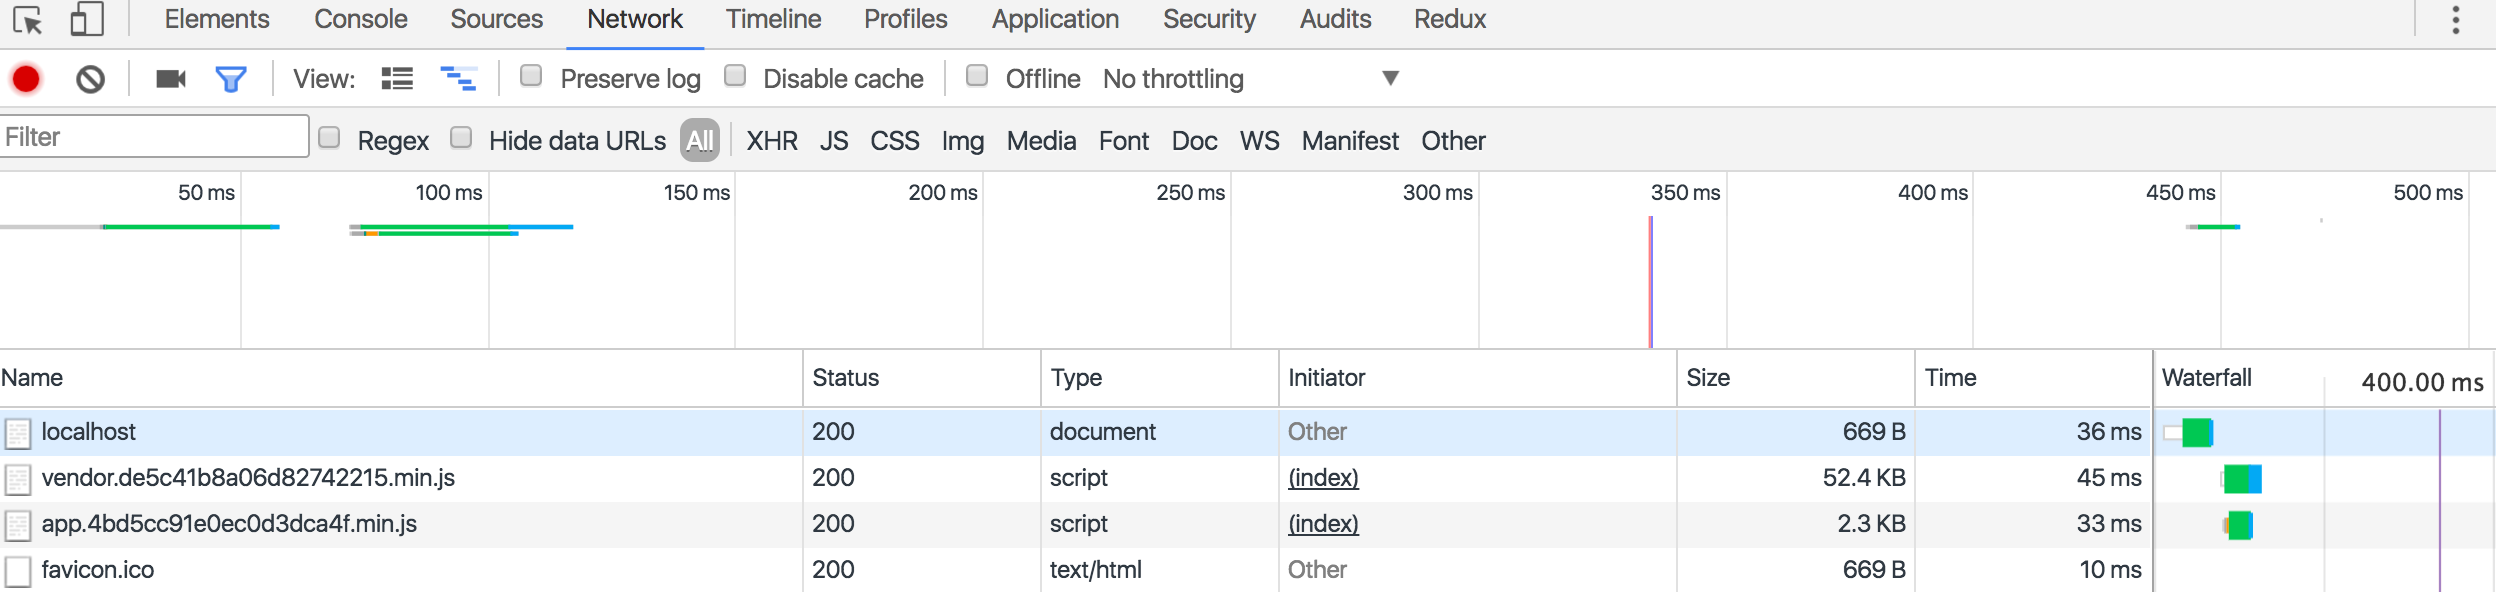 Elements Console Sources Network Timeline Profiles Application Security Audits Redux
View: Preserve log Disable cache Offline No throttling
Filter Regex Hide data URLs All XHR JS CSS Img Media Font Doc WS Manifest Other
50 ms 100 ms 150 ms 200 ms 250 ms 300 ms 350 ms 400 ms 450 ms 500 ms
Name Status Type Initiator Size Time Waterfall 400.00 ms
localhost 200 document Other 669 B 36 ms
vendor.de5c41b8a06d82742215.min.js 200 script (index) 52.4 KB 45 ms
app.4bd5cc91e0ec0d3dca4f.min.js 200 script (index) 2.3 KB 33 ms
favicon.ico 200 text/html Other 669 B 10 ms